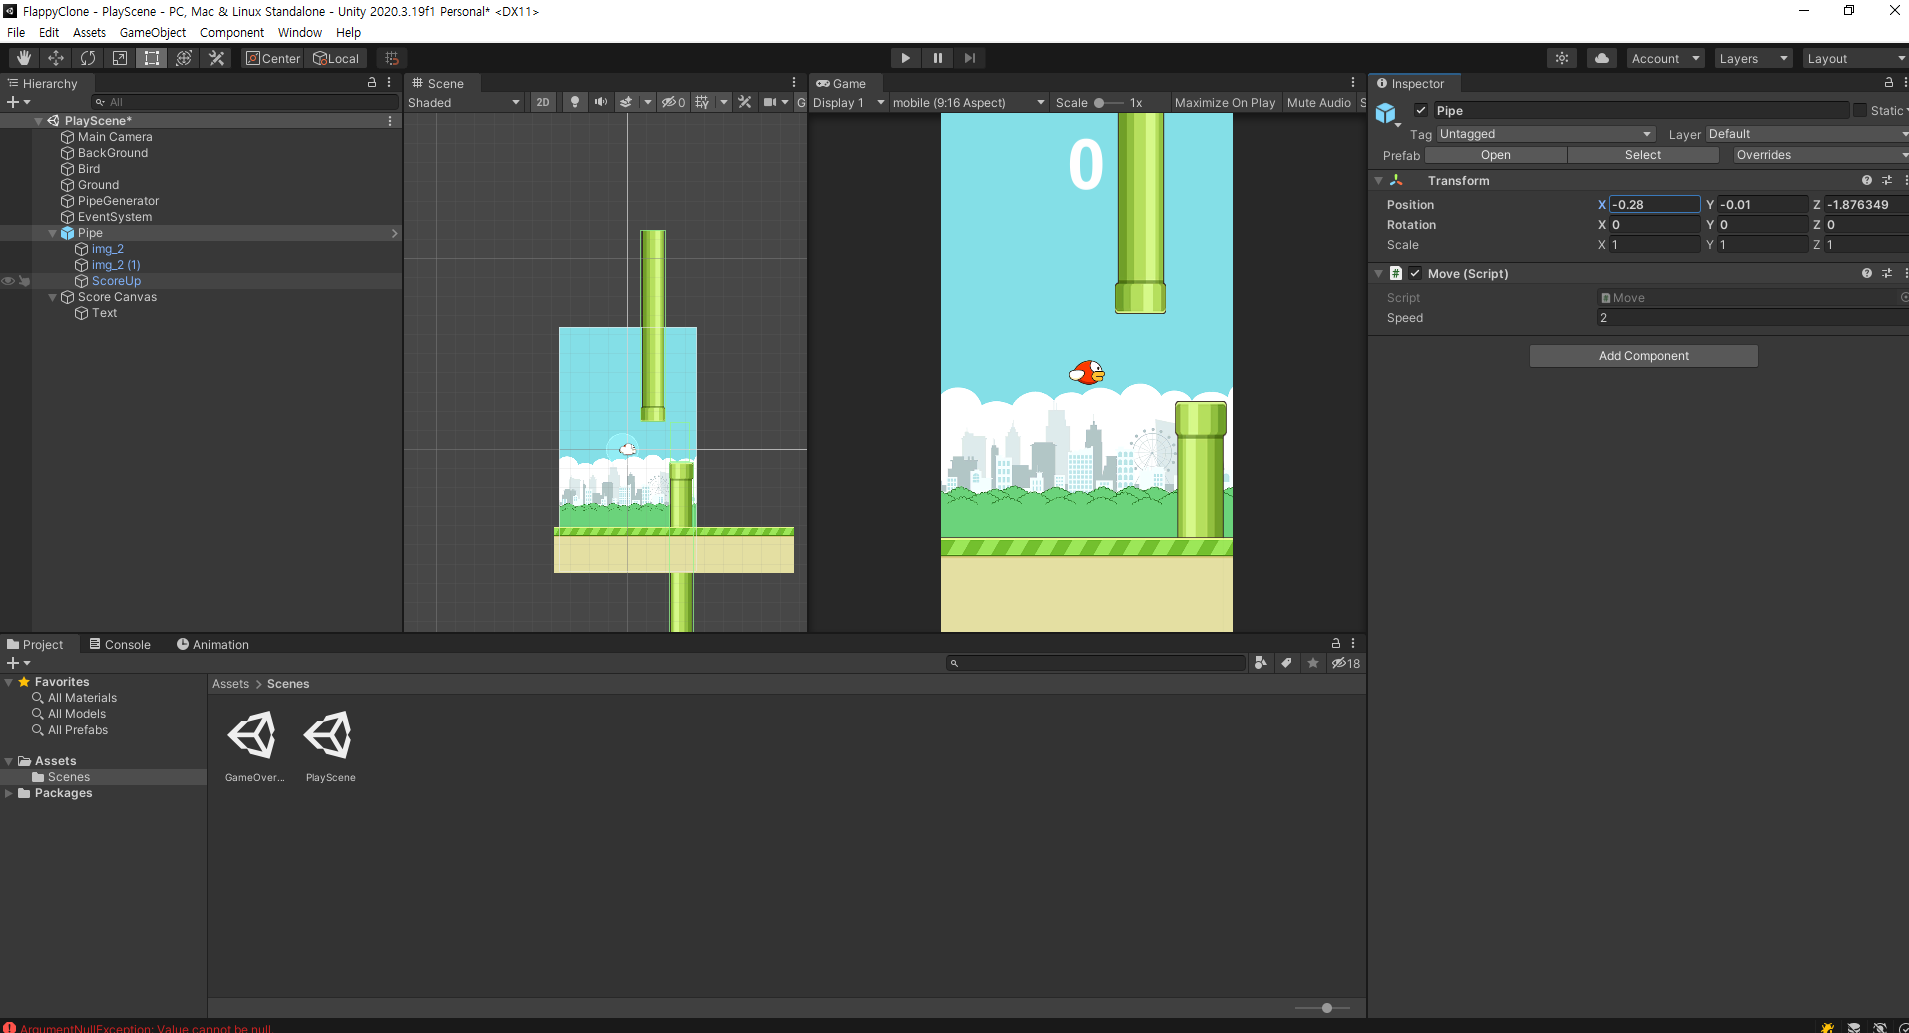 FlappyClone - PlayScene - PC, Mac & Linux Standalone - Unity 2020.3.19f1 Personal* <DX11>
File Edit Assets GameObject Component Window Help
Center Local Account Layers Layout
Hierarchy
All
PlayScene*
Main Camera
BackGround
Bird
Ground
PipeGenerator
EventSystem
Pipe
img_2
img_2 (1)
ScoreUp
Score Canvas
Text
Scene
Shaded 2D 0 G
Game
Display 1 mobile (9:16 Aspect) Scale 1x Maximize On Play Mute Audio S
0
Inspector
Pipe Static
Tag Untagged Layer Default
Prefab Open Select Overrides
Transform
Position X -0.28 Y -0.01 Z -1.876349
Rotation X 0 Y 0 Z 0
Scale X 1 Y 1 Z 1
# Move (Script)
Script Move
Speed 2
Add Component
Project Console Animation
18
Favorites
All Materials
All Models
All Prefabs
Assets
Scenes
Packages
Assets > Scenes
GameOver... PlayScene
ArgumentNullException: Value cannot be null